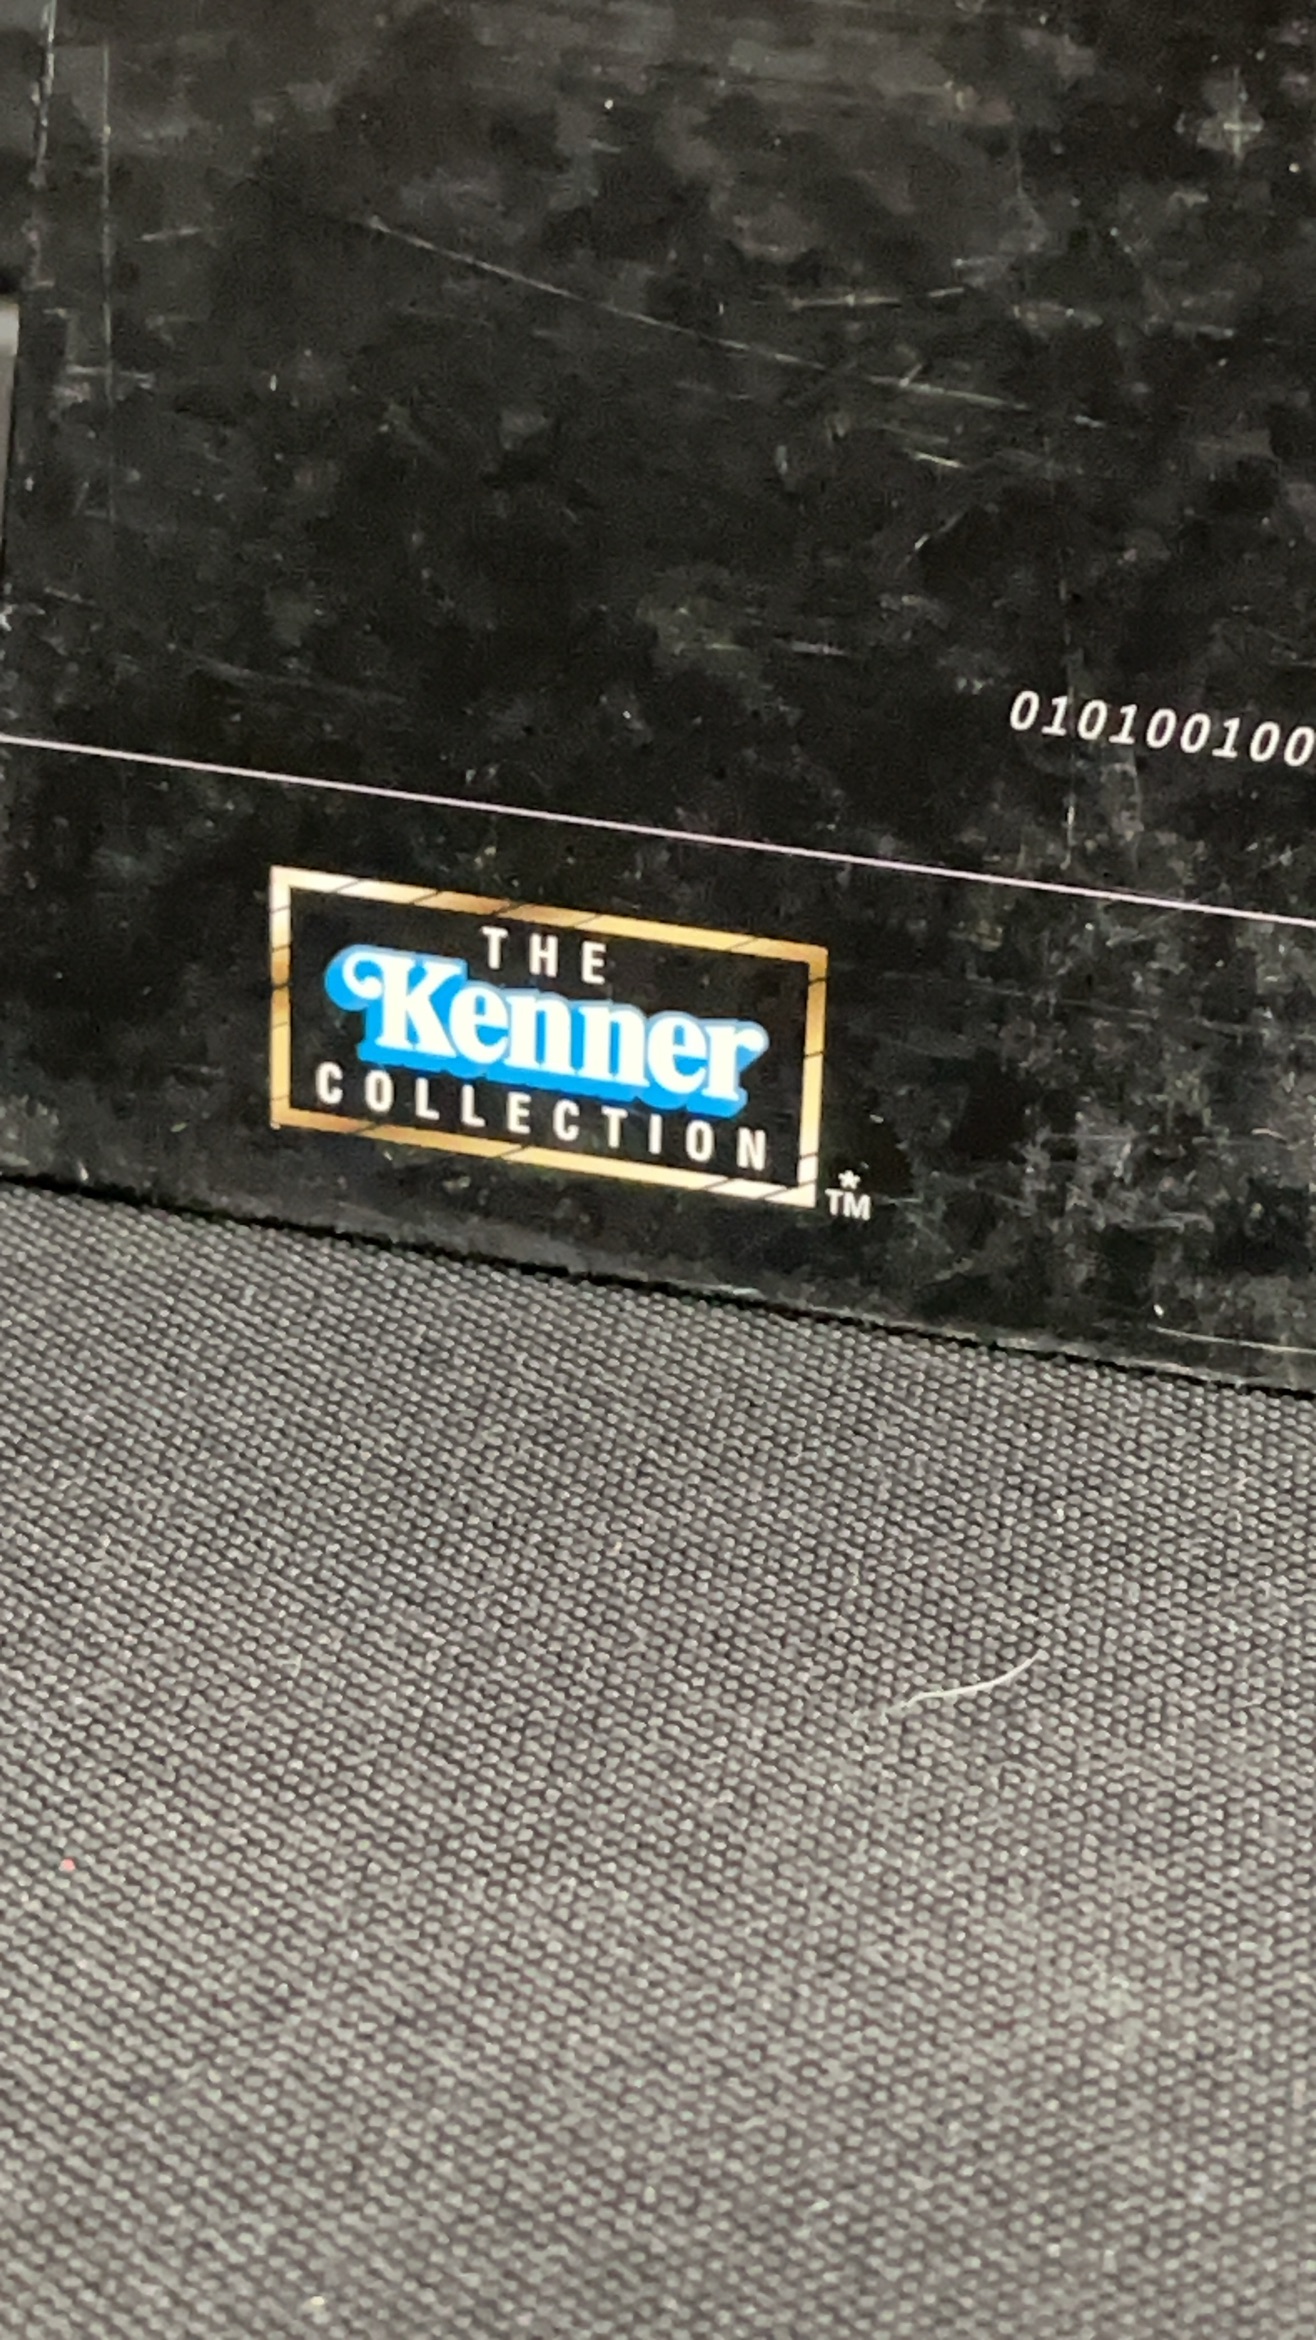 010100100
THE
Kenner
COLLECTION
*
TM